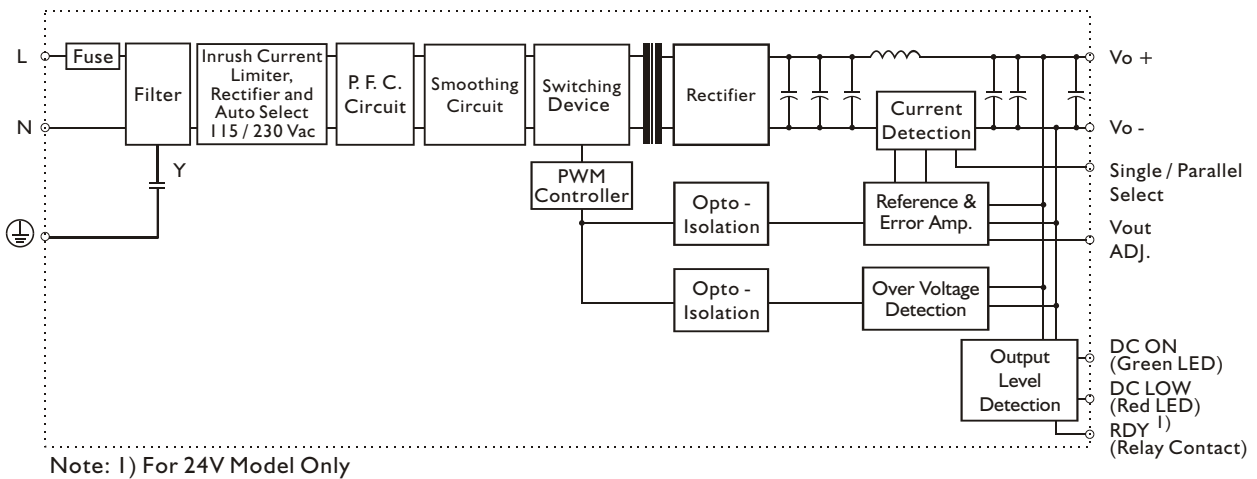 L
Fuse
N
Filter
Y
Inrush Current
Limiter,
Rectifier and
Auto Select
115 / 230 Vac
P. F. C.
Circuit
Smoothing
Circuit
Switching
Device
PWM
Controller
Rectifier
Current
Detection
Opto -
Isolation
Reference &
Error Amp.
Opto -
Isolation
Over Voltage
Detection
Output
Level
Detection
Vo +
Vo -
Single / Parallel
Select
Vout
ADJ.
DC ON
(Green LED)
DC LOW
(Red LED)
RDY 1)
(Relay Contact)
Note: 1) For 24V Model Only